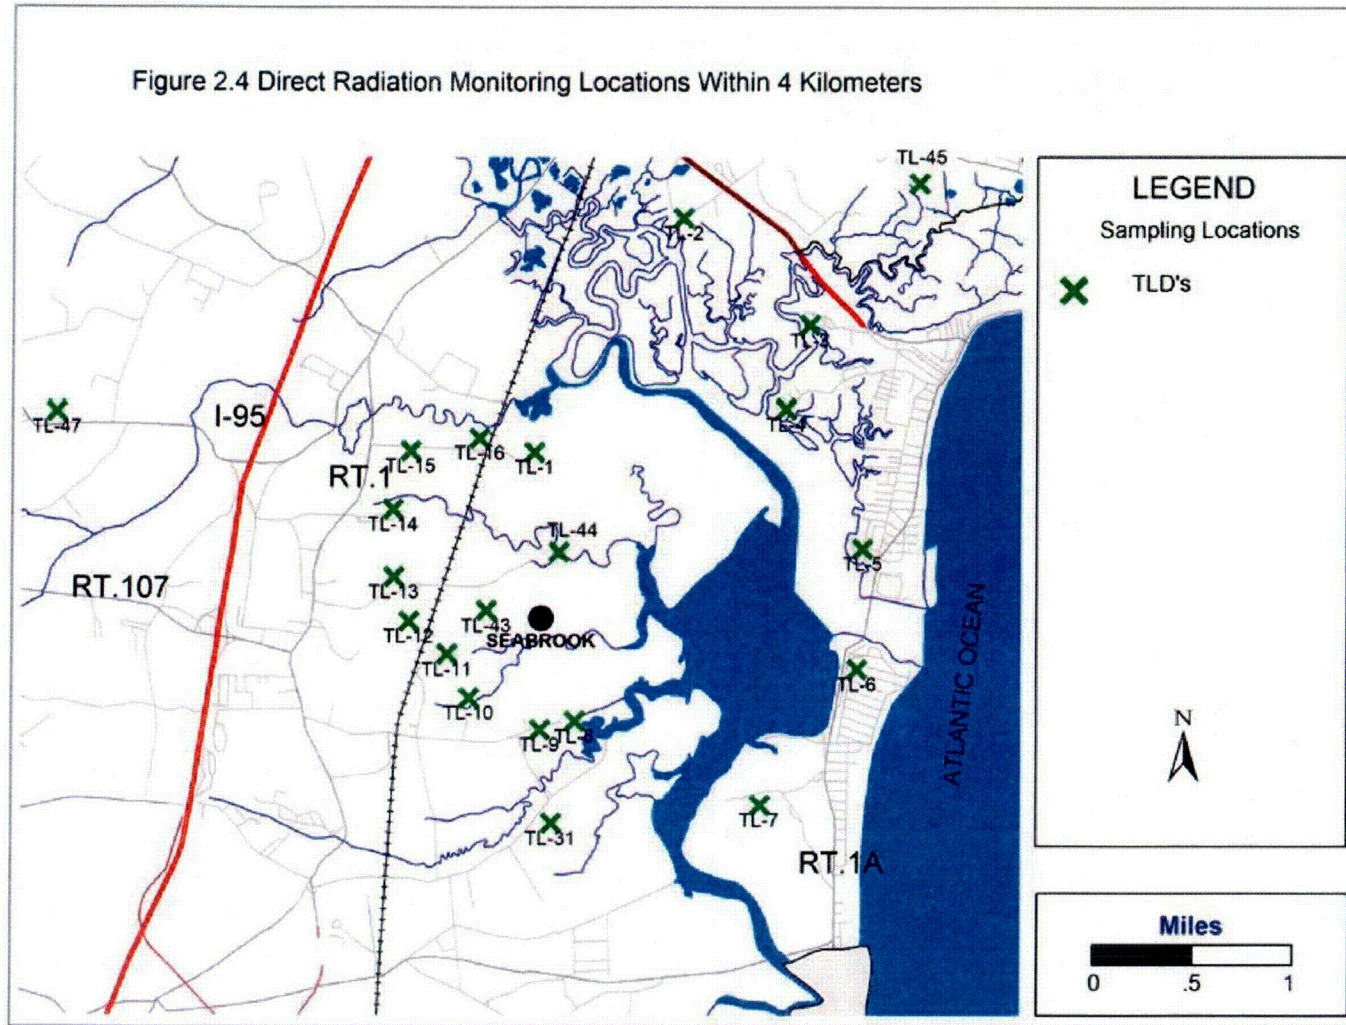 Figure 2.4 Direct Radiation Monitoring Locations Within 4 Kilometers
TL-45
TL-2
TL-3
TL-47
I-95
TL-4
TL-16
TL-15
TL-1
RT.1
TL-14
TL-44
TL-5
TL-13
RT.107
TL-12
TL-43
SEABROOK
TL-11
TL-6
TL-10
TL-9
TL-8
ATLANTIC OCEAN
TL-7
TL-31
RT.1A
LEGEND
Sampling Locations
TLD's
N
Miles
0 .5 1